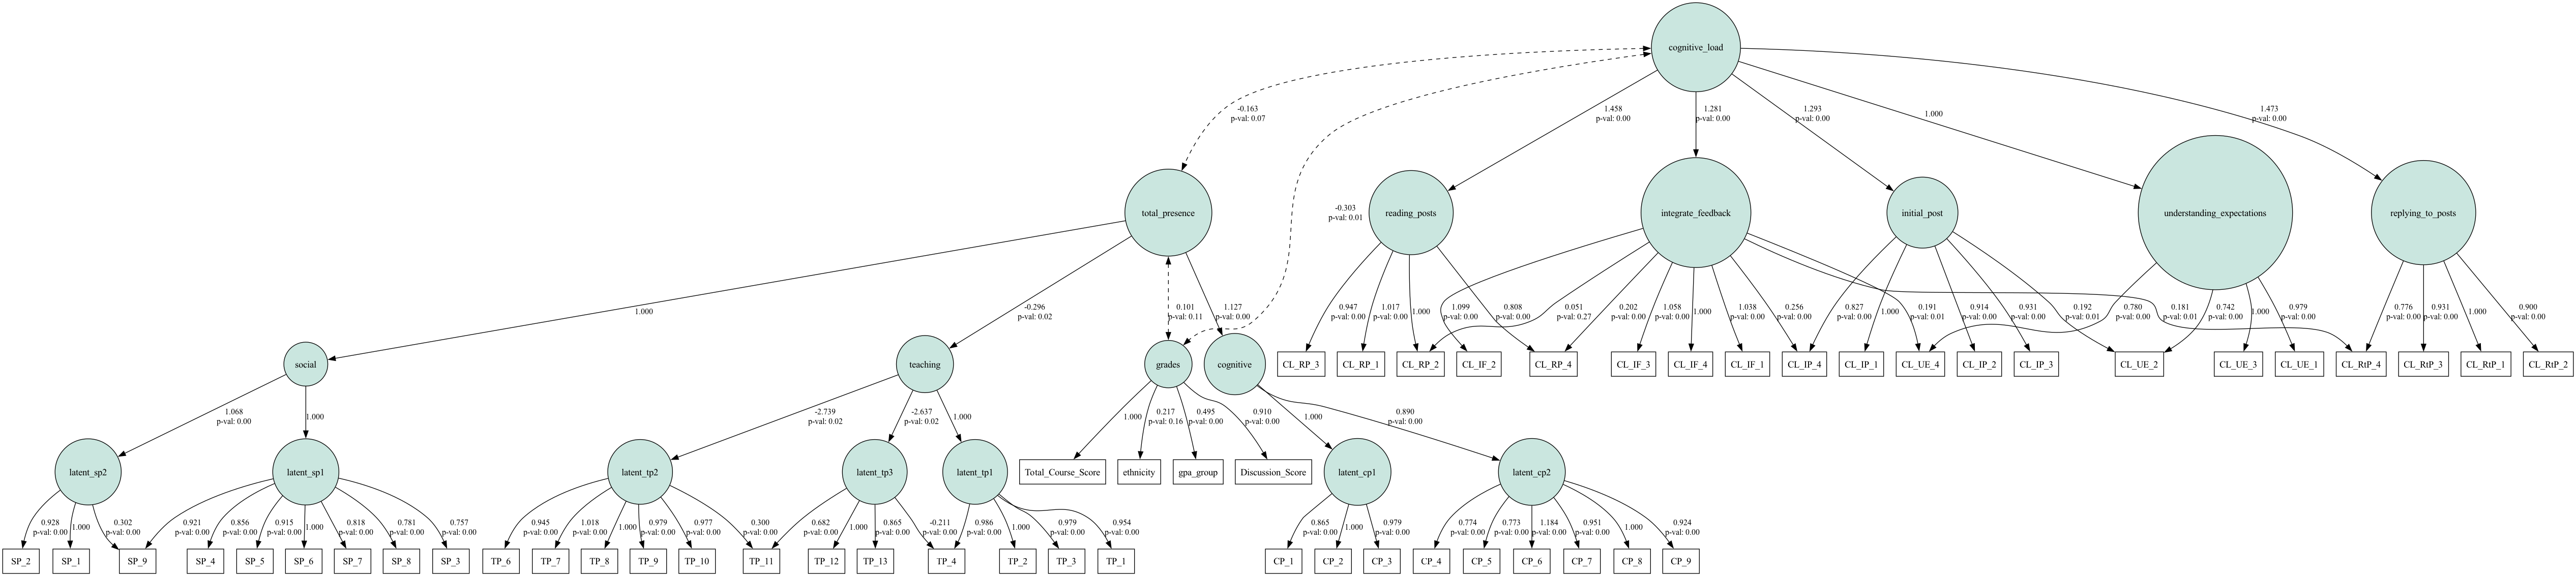 cognitive_load
-0.163
p-val: 0.07
1.458
p-val: 0.00
1.281
p-val: 0.00
1.293
p-val: 0.00
1.000
1.473
p-val: 0.00
total_presence
reading_posts
integrate_feedback
initial_post
understanding_expectations
replying_to_posts
-0.303
p-val: 0.01
1.000
-0.296
p-val: 0.02
0.101
p-val: 0.11
1.127
p-val: 0.00
0.947
p-val: 0.00
1.017
p-val: 0.00
1.000
0.808
p-val: 0.00
1.099
p-val: 0.00
0.051
p-val: 0.27
0.202
p-val: 0.00
1.058
p-val: 0.00
1.000
1.038
p-val: 0.00
0.256
p-val: 0.00
0.827
p-val: 0.00
1.000
0.191
p-val: 0.01
0.914
p-val: 0.00
0.931
p-val: 0.00
0.192
p-val: 0.01
0.780
p-val: 0.00
0.181
p-val: 0.01
0.742
p-val: 0.00
1.000
0.979
p-val: 0.00
0.776
p-val: 0.00
0.931
p-val: 0.00
1.000
0.900
p-val: 0.00
social
teaching
grades
cognitive
CL_RP_3
CL_RP_1
CL_RP_2
CL_IF_2
CL_RP_4
CL_IF_3
CL_IF_4
CL_IF_1
CL_IP_4
CL_IP_1
CL_UE_4
CL_IP_2
CL_IP_3
CL_UE_2
CL_UE_3
CL_UE_1
CL_RtP_4
CL_RtP_3
CL_RtP_1
CL_RtP_2
1.068
p-val: 0.00
1.000
-2.739
p-val: 0.02
-2.637
p-val: 0.02
1.000
1.000
0.217
p-val: 0.16
0.495
p-val: 0.00
0.910
p-val: 0.00
1.000
0.890
p-val: 0.00
latent_sp2
latent_sp1
latent_tp2
latent_tp3
latent_tp1
Total_Course_Score
ethnicity
gpa_group
Discussion_Score
latent_cp1
latent_cp2
0.928
p-val: 0.00
1.000
0.302
p-val: 0.00
0.921
p-val: 0.00
0.856
p-val: 0.00
0.915
p-val: 0.00
1.000
0.818
p-val: 0.00
0.781
p-val: 0.00
0.757
p-val: 0.00
0.945
p-val: 0.00
1.018
p-val: 0.00
1.000
0.979
p-val: 0.00
0.977
p-val: 0.00
0.300
p-val: 0.00
0.682
p-val: 0.00
1.000
0.865
p-val: 0.00
-0.211
p-val: 0.00
0.986
p-val: 0.00
1.000
0.979
p-val: 0.00
0.954
p-val: 0.00
0.865
p-val: 0.00
1.000
0.979
p-val: 0.00
0.774
p-val: 0.00
0.773
p-val: 0.00
1.184
p-val: 0.00
0.951
p-val: 0.00
1.000
0.924
p-val: 0.00
SP_2
SP_1
SP_9
SP_4
SP_5
SP_6
SP_7
SP_8
SP_3
TP_6
TP_7
TP_8
TP_9
TP_10
TP_11
TP_12
TP_13
TP_4
TP_2
TP_3
TP_1
CP_1
CP_2
CP_3
CP_4
CP_5
CP_6
CP_7
CP_8
CP_9